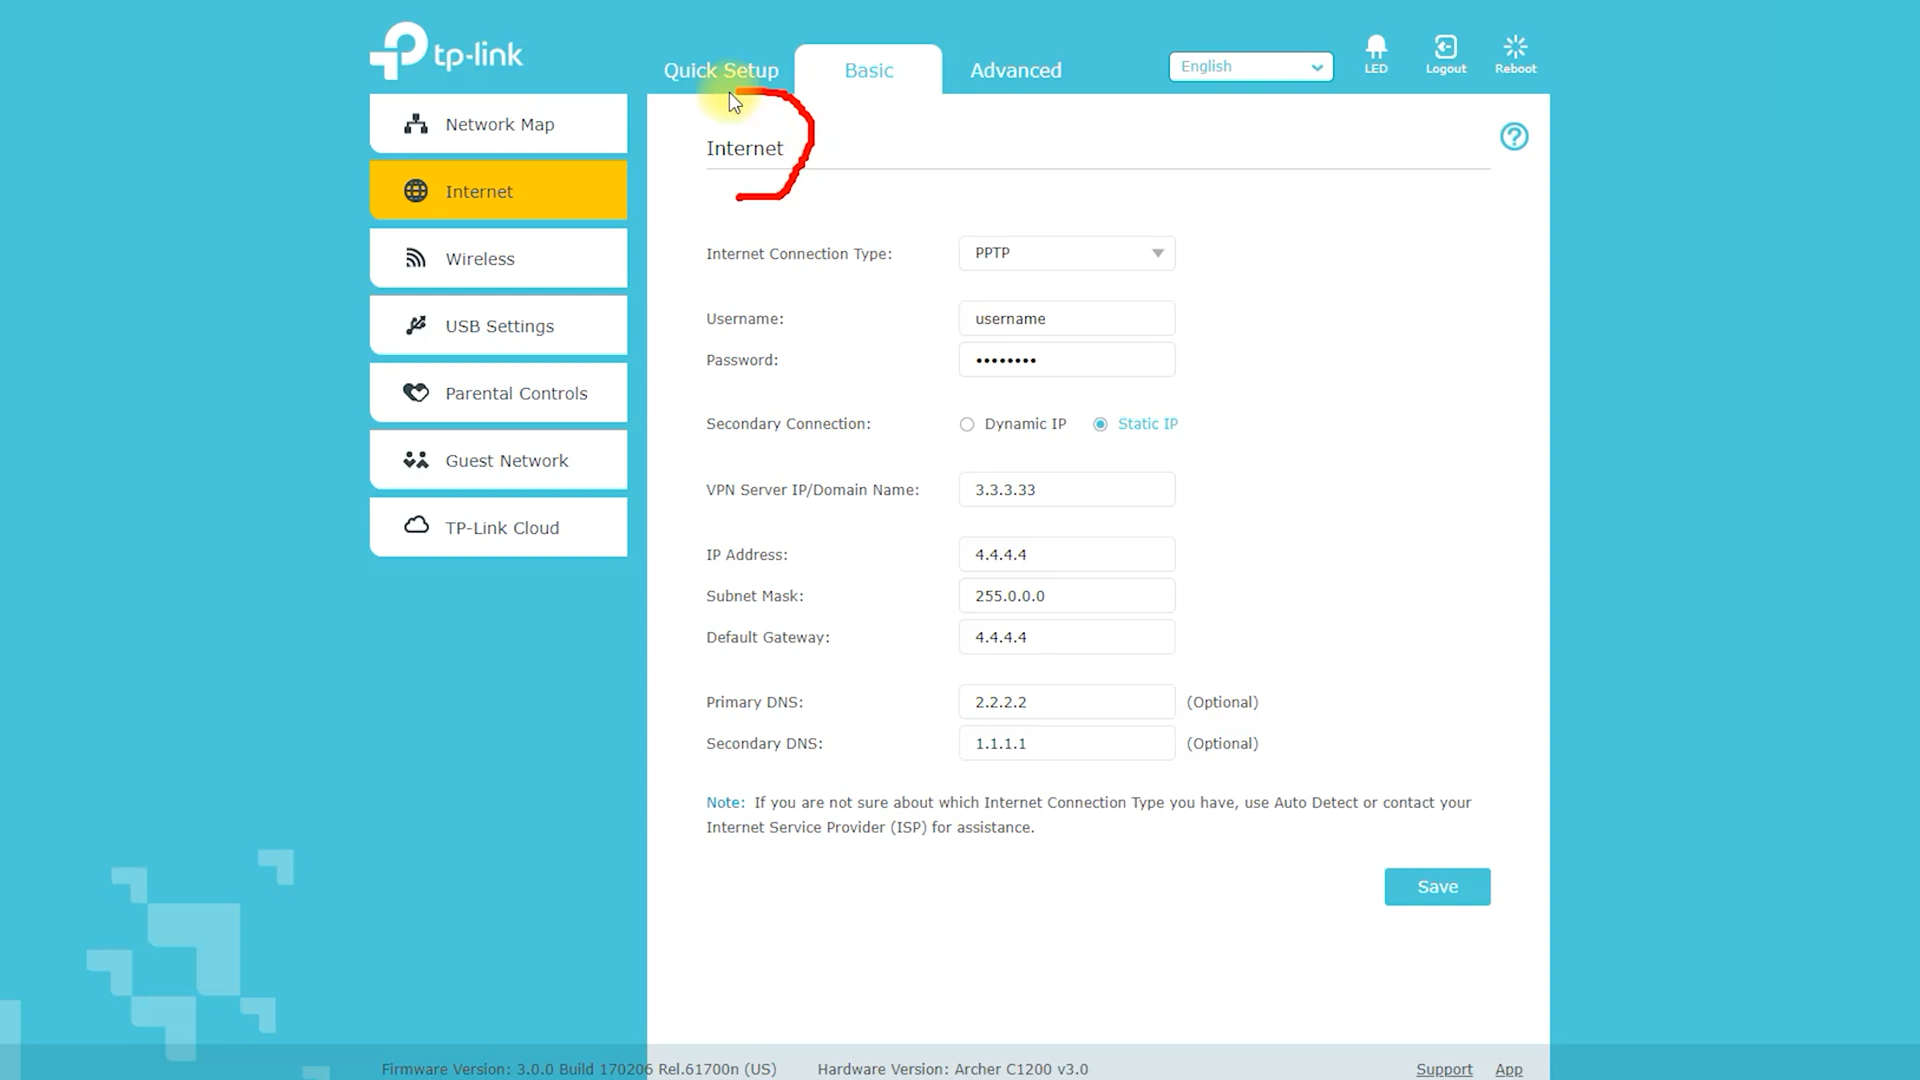 tp-link
Quick Setup
Basic
Advanced
English
LED
Logout
Reboot
Network Map
Internet
Wireless
USB Settings
Parental Controls
Guest Network
TP-Link Cloud
Internet
Internet Connection Type: PPTP
Username: username
Password: ••••••••
Secondary Connection: Dynamic IP Static IP
VPN Server IP/Domain Name: 3.3.3.33
IP Address: 4.4.4.4
Subnet Mask: 255.0.0.0
Default Gateway: 4.4.4.4
Primary DNS: 2.2.2.2 (Optional)
Secondary DNS: 1.1.1.1 (Optional)
Note: If you are not sure about which Internet Connection Type you have, use Auto Detect or contact your
Internet Service Provider (ISP) for assistance.
Save
Firmware Version: 3.0.0 Build 170206 Rel.61700n (US) Hardware Version: Archer C1200 v3.0 Support App